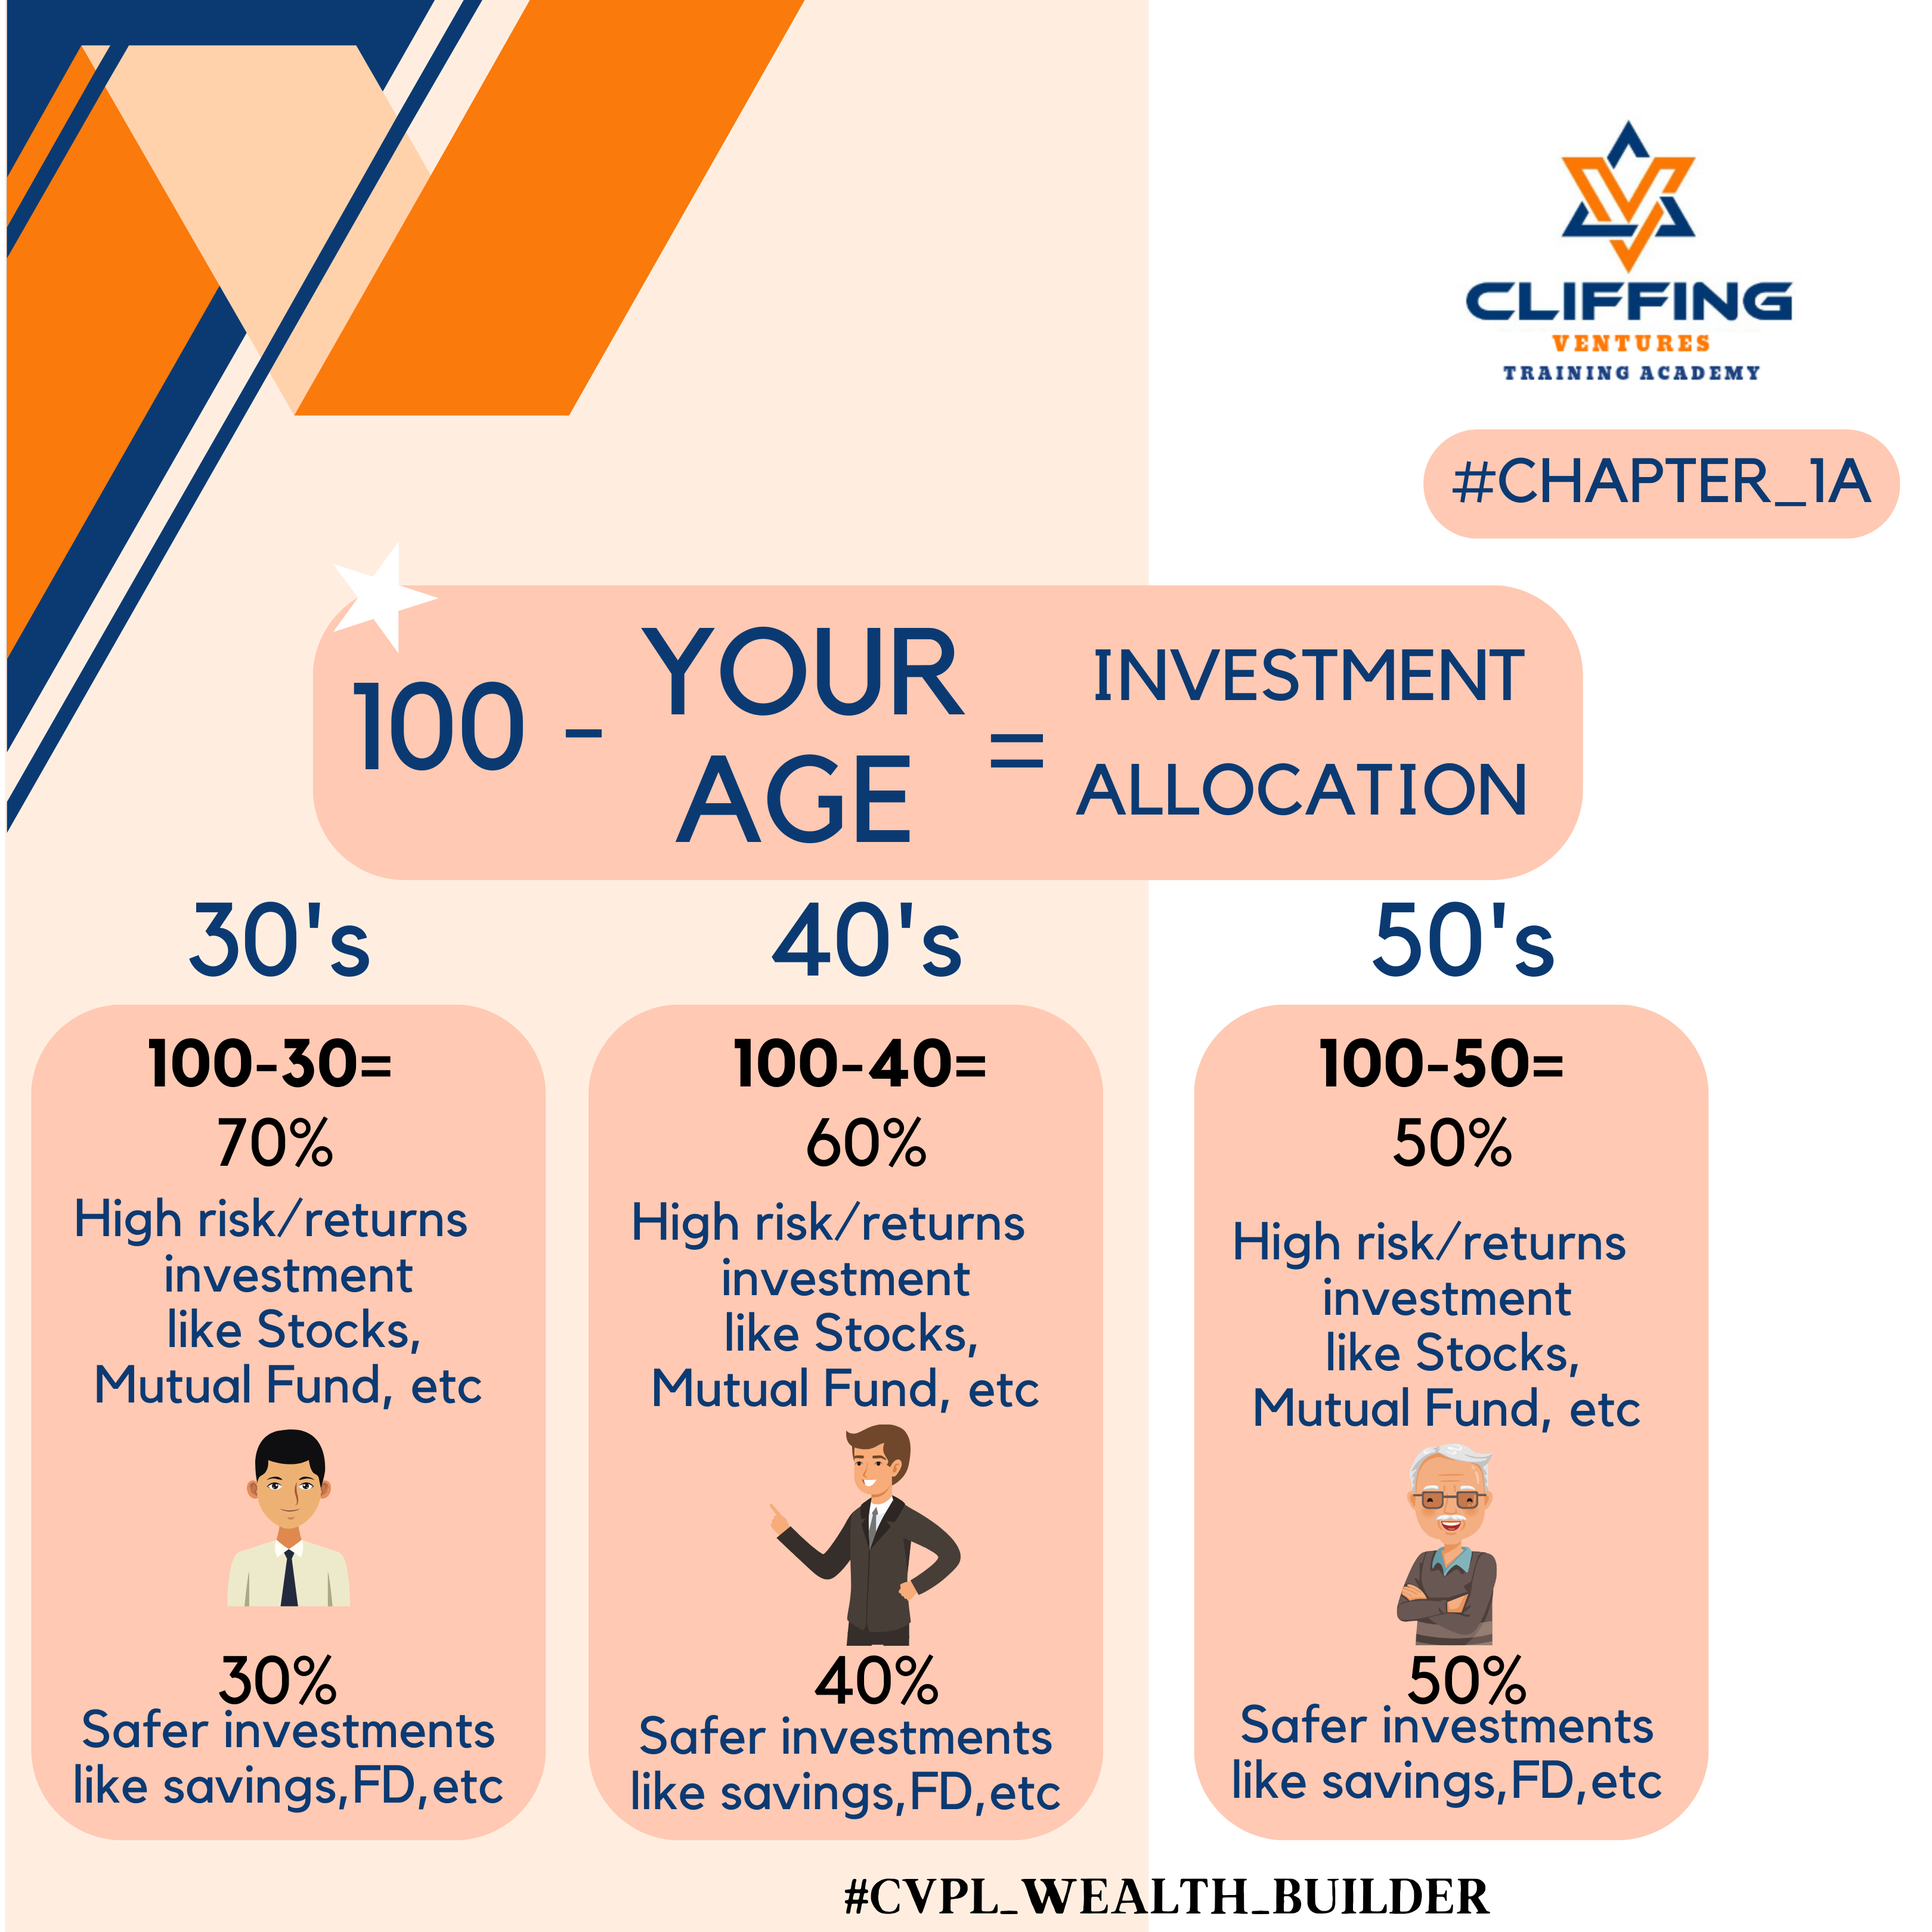 CLIFFING
VENTURES
TRAINING ACADEMY
#CHAPTER_1A
100 - YOUR AGE = INVESTMENT ALLOCATION
30's
100-30=
70%
High risk/returns
investment
like Stocks,
Mutual Fund, etc
30%
Safer investments
like savings,FD,etc
40's
100-40=
60%
High risk/returns
investment
like Stocks,
Mutual Fund, etc
40%
Safer investments
like savings,FD,etc
50's
100-50=
50%
High risk/returns
investment
like Stocks,
Mutual Fund, etc
50%
Safer investments
like savings,FD,etc
#CVPL_WEALTH_BUILDER